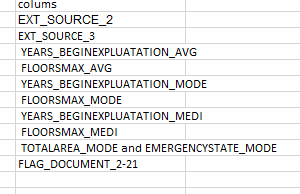 colums
EXT_SOURCE_2
EXT_SOURCE_3
YEARS_BEGINEXPLUATATION_AVG
FLOORSMAX_AVG
YEARS_BEGINEXPLUATATION_MODE
FLOORSMAX_MODE
YEARS_BEGINEXPLUATATION_MEDI
FLOORSMAX_MEDI
TOTALAREA_MODE and EMERGENCYSTATE_MODE
FLAG_DOCUMENT_2-21